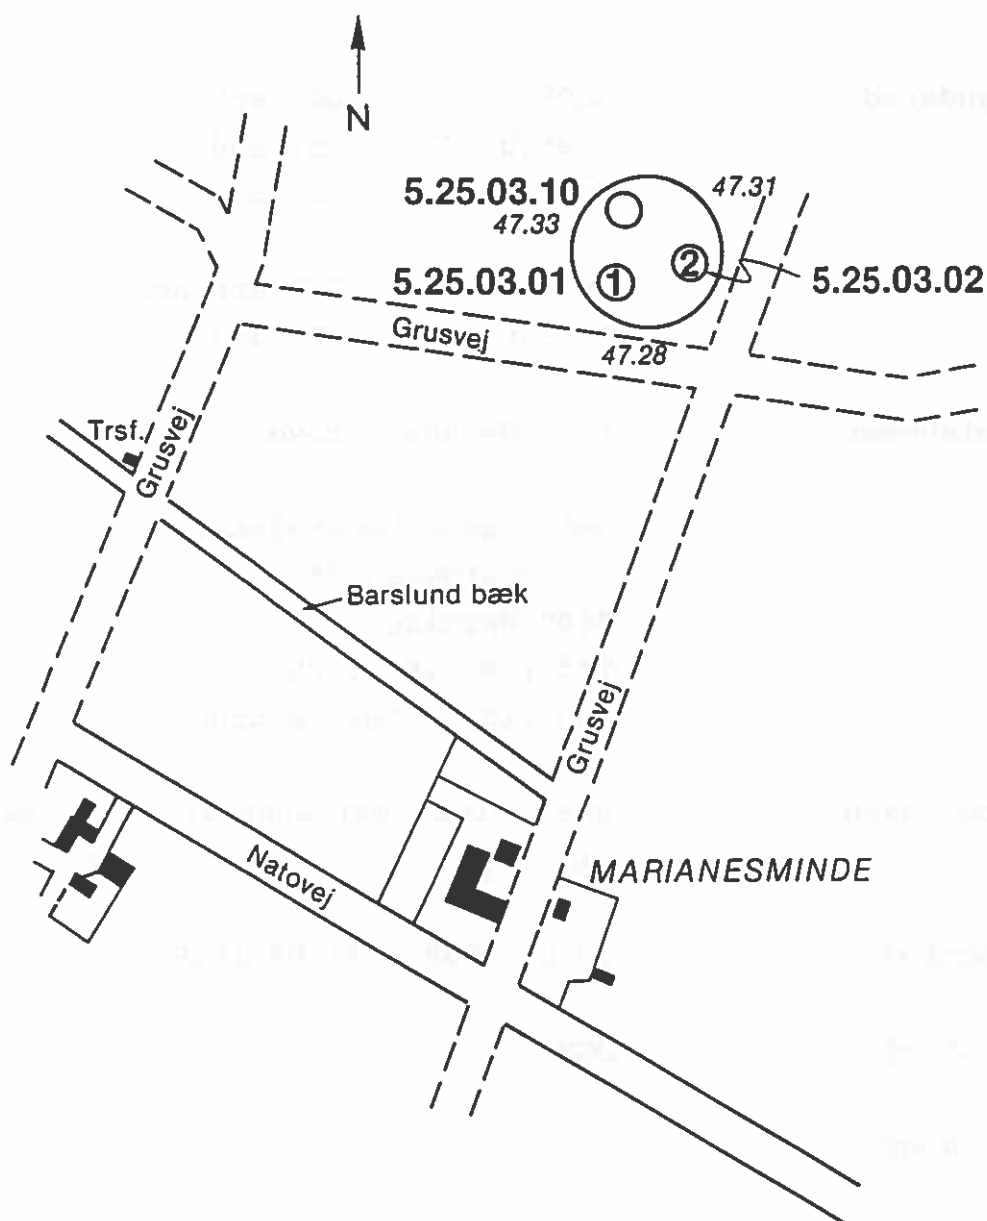 N
47.31
5.25.03.10
47.33
2
5.25.03.01
1
5.25.03.02
Grusvej
47.28
Trsf.
Grusvej
Barslund bæk
Grusvej
Natovej
MARIANESMINDE